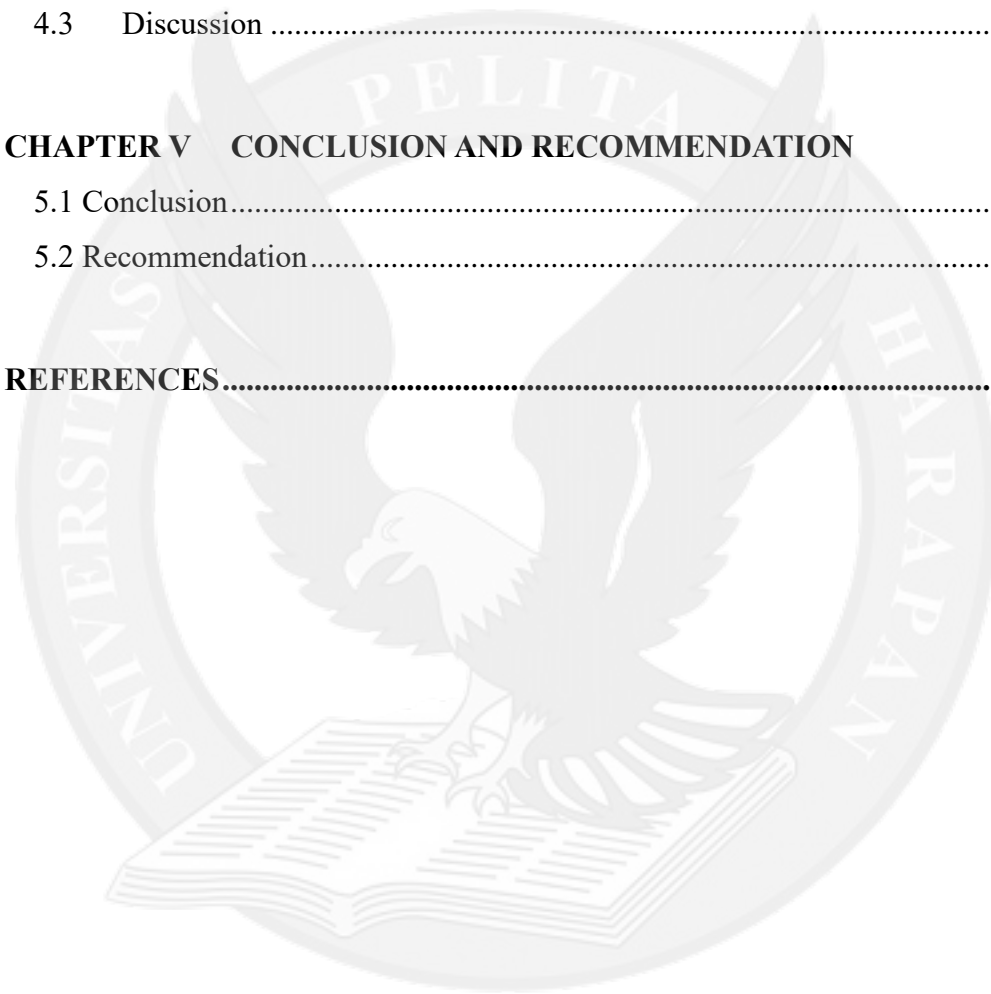 4.3 Discussion ........................................................................................
PELITA
CHAPTER V CONCLUSION AND RECOMMENDATION
5.1 Conclusion.............................................................................................
5.2 Recommendation....................................................................................
UNIVERSITAS
HARAPAN
REFERENCES..............................................................................................